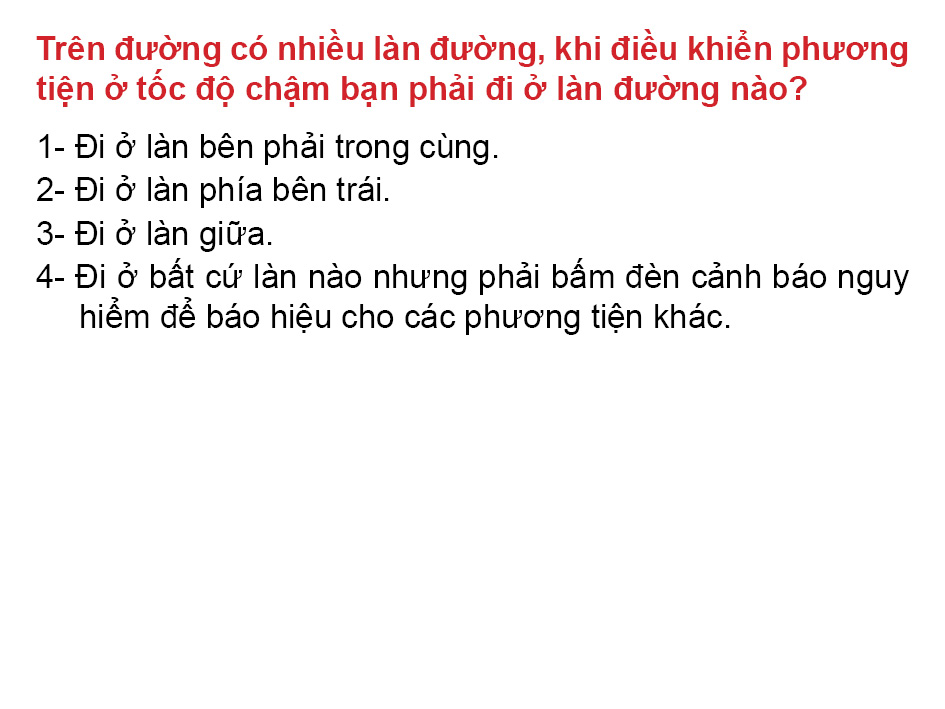 Trên đường có nhiều làn đường, khi điều khiển phương
tiện ở tốc độ chậm bạn phải đi ở làn đường nào?
1- Đi ở làn bên phải trong cùng.
2- Đi ở làn phía bên trái.
3- Đi ở làn giữa.
4- Đi ở bất cứ làn nào nhưng phải bấm đèn cảnh báo nguy
hiểm để báo hiệu cho các phương tiện khác.